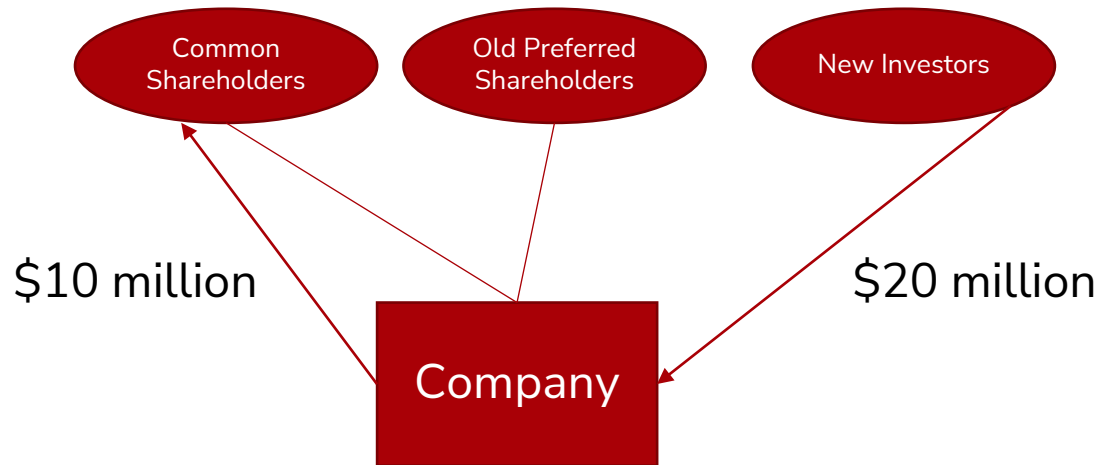 Common
Shareholders
Old Preferred
Shareholders
New Investors
$10 million
$20 million
Company